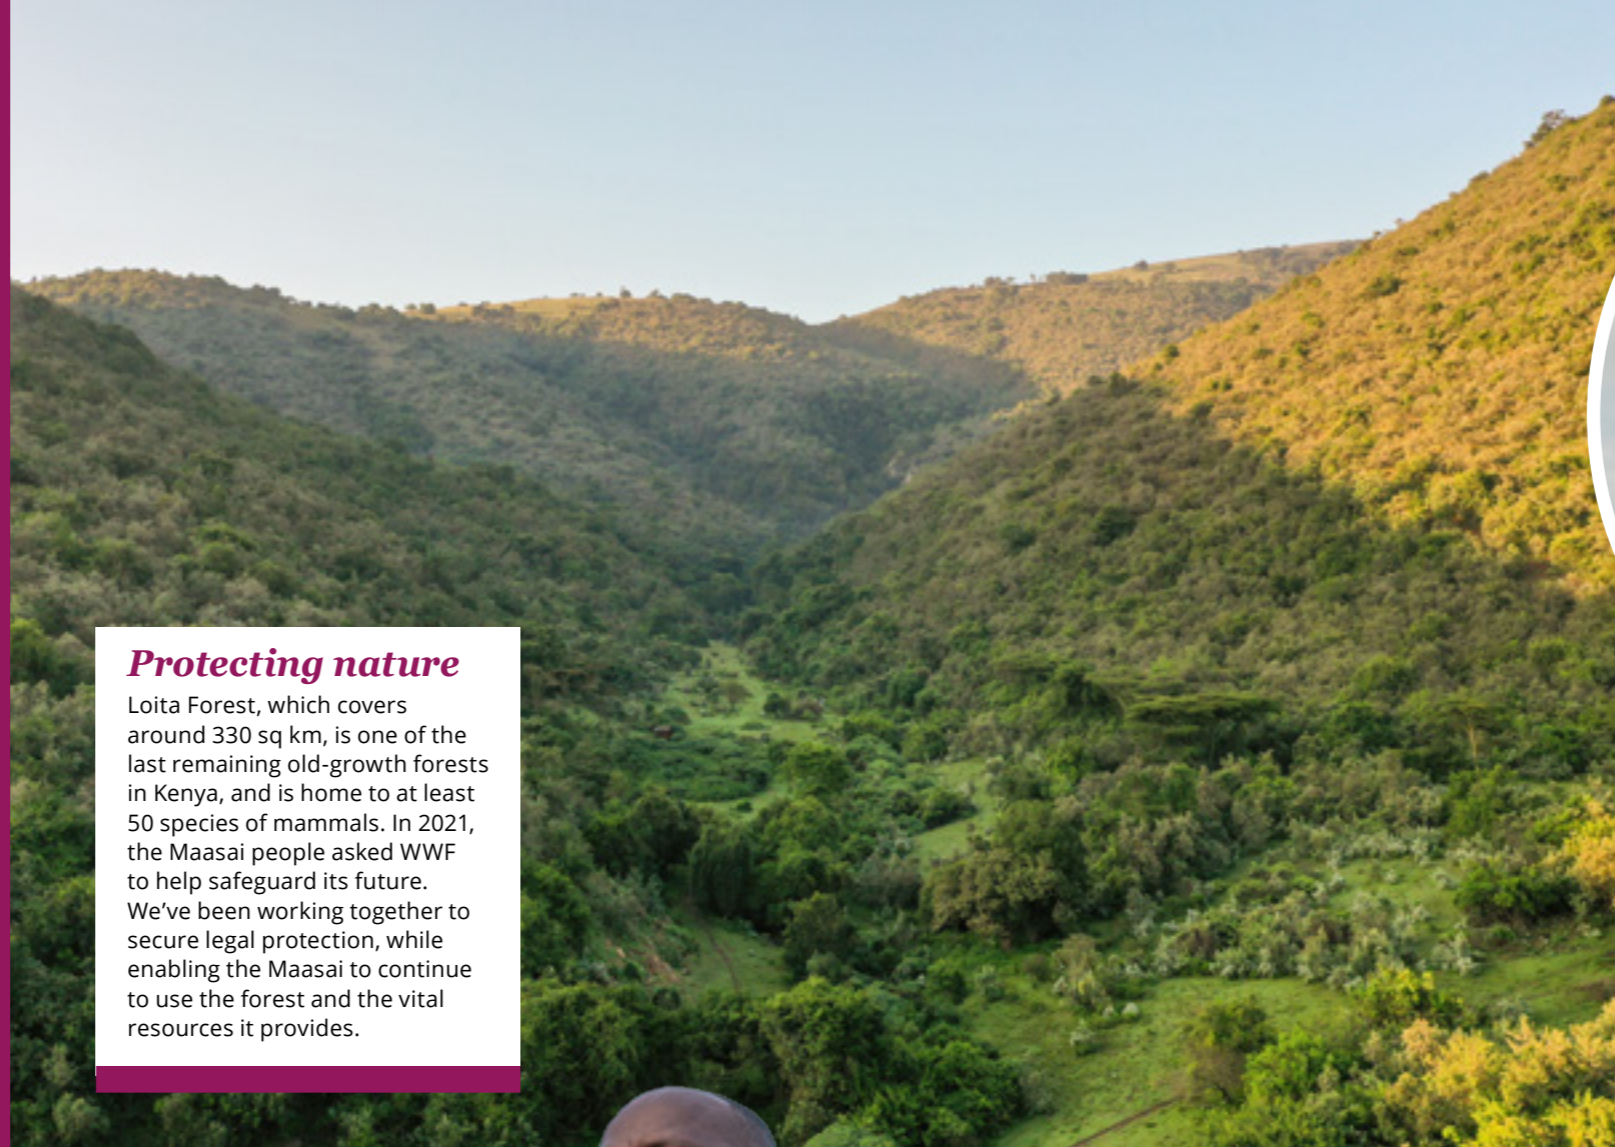 Protecting nature
Loita Forest, which covers
around 330 sq km, is one of the
last remaining old-growth forests
in Kenya, and is home to at least
50 species of mammals. In 2021,
the Maasai people asked WWF
to help safeguard its future.
We’ve been working together to
secure legal protection, while
enabling the Maasai to continue
to use the forest and the vital
resources it provides.